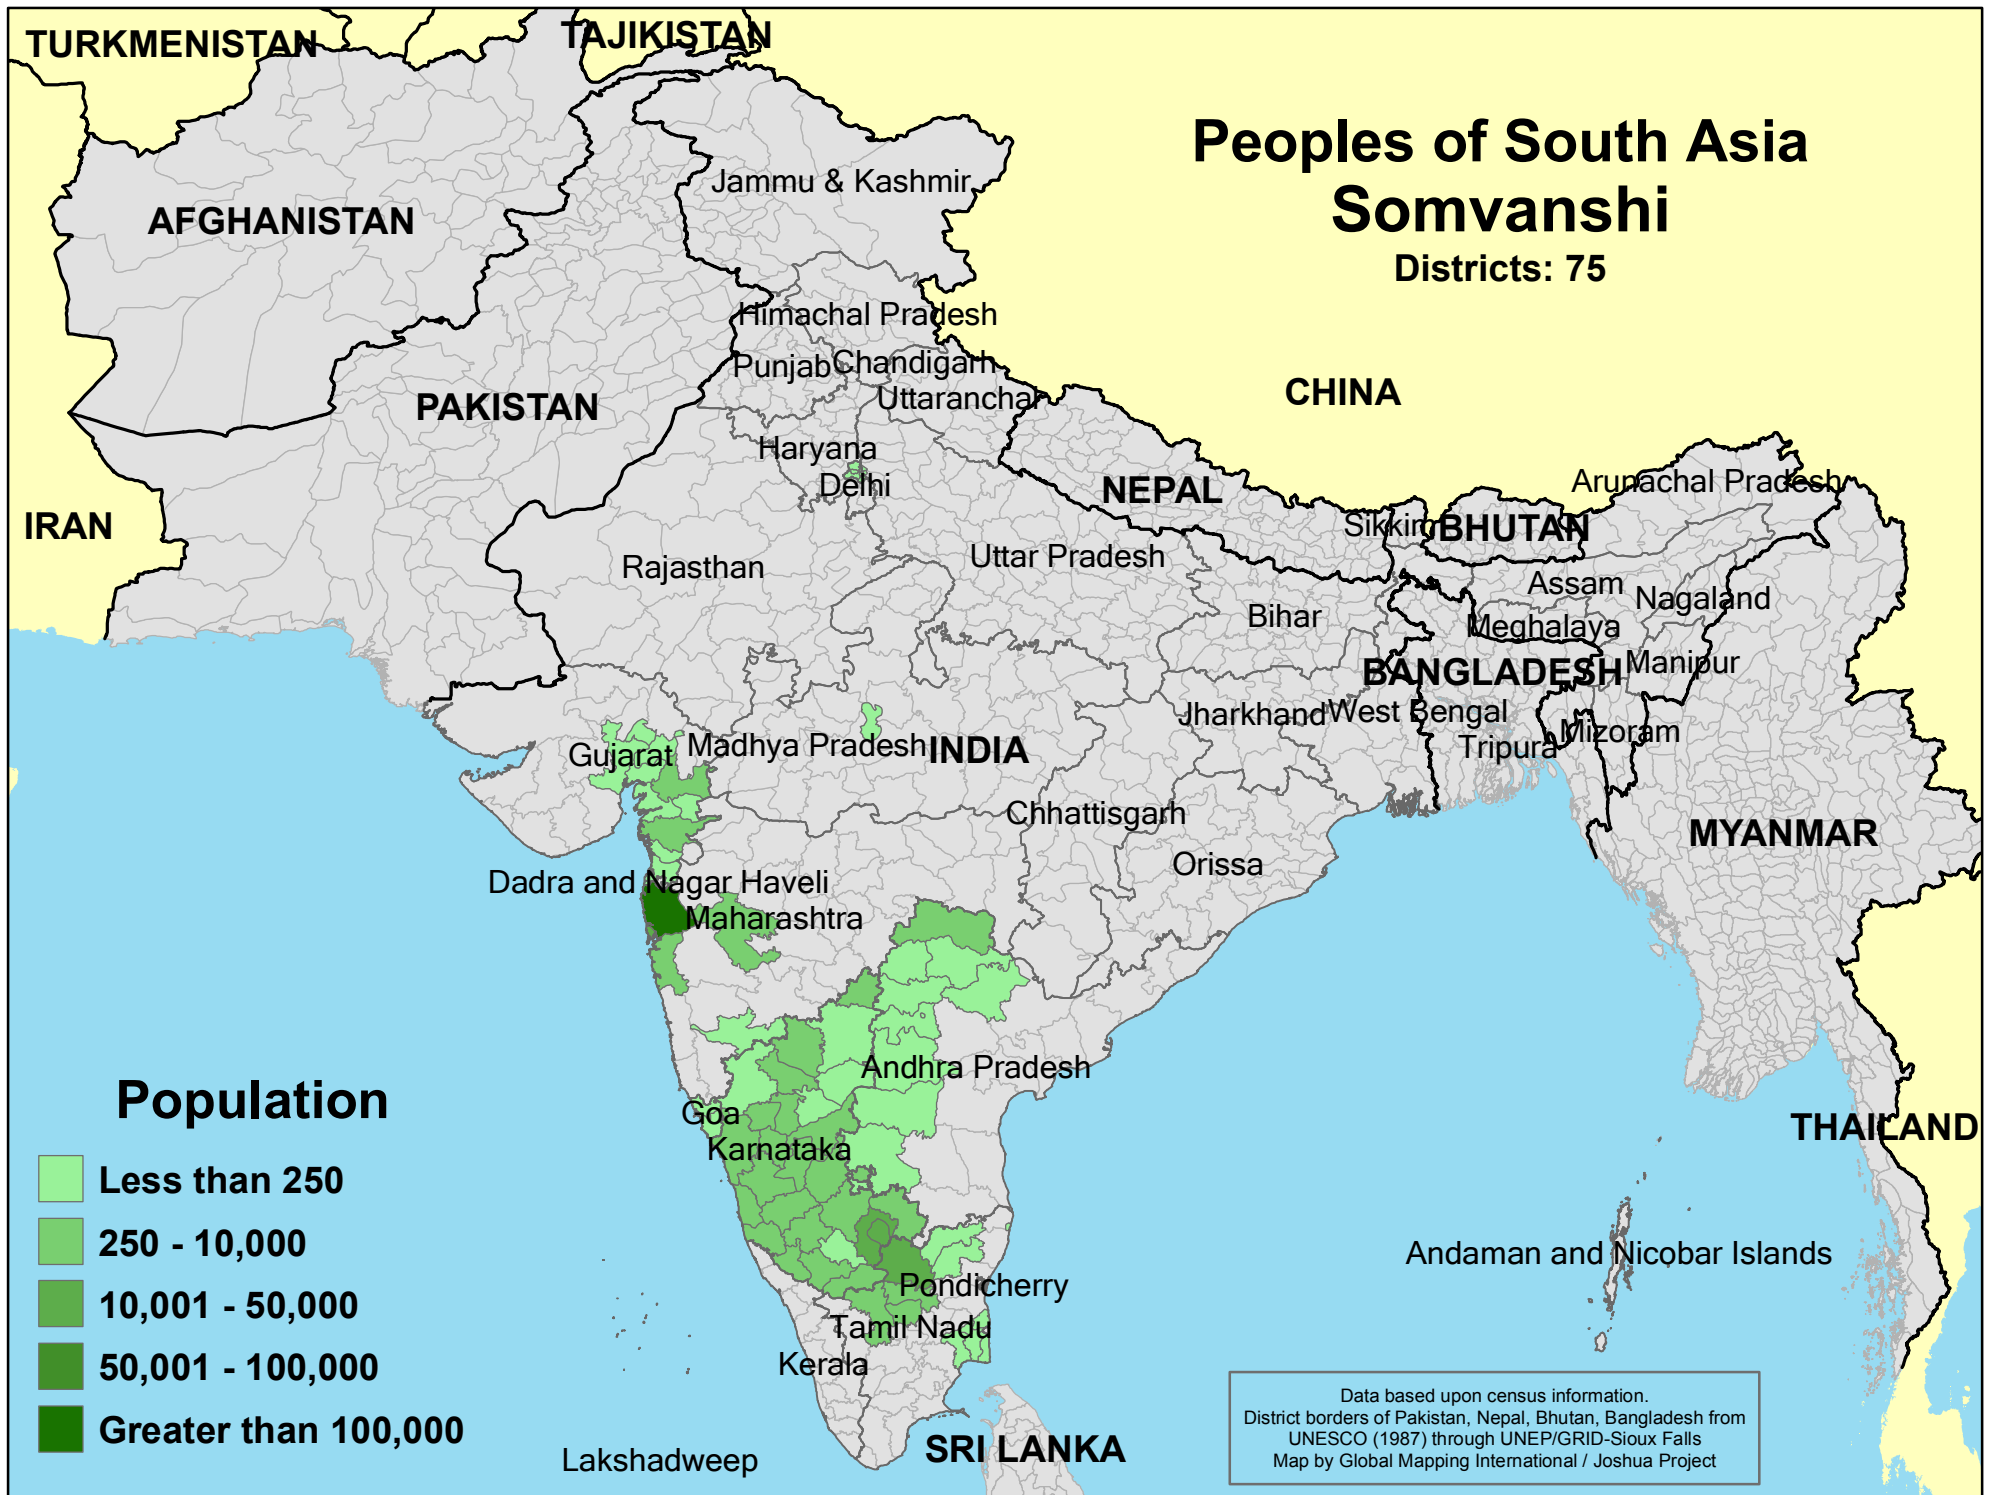 TURKMENISTAN
TAJIKISTAN
Peoples of South Asia
Somvanshi
Districts: 75
Jammu & Kashmir
AFGHANISTAN
Himachal Pradesh
Punjab
Chandigarh
Uttaranchal
PAKISTAN
CHINA
Haryana
Delhi
NEPAL
Arunachal Pradesh
IRAN
Sikkim
BHUTAN
Rajasthan
Uttar Pradesh
Assam
Nagaland
Bihar
Meghalaya
BANGLADESH
Manipur
Jharkhand
West Bengal
Gujarat
Madhya Pradesh
INDIA
Tripura
Mizoram
Chhattisgarh
MYANMAR
Orissa
Dadra and Nagar Haveli
Maharashtra
Andhra Pradesh
Goa
Karnataka
THAILAND
Population
Less than 250
250 - 10,000
10,001 - 50,000
50,001 - 100,000
Greater than 100,000
Andaman and Nicobar Islands
Pondicherry
Tamil Nadu
Kerala
Lakshadweep
SRI LANKA
Data based upon census information.
District borders of Pakistan, Nepal, Bhutan, Bangladesh from
UNESCO (1987) through UNEP/GRID-Sioux Falls
Map by Global Mapping International / Joshua Project